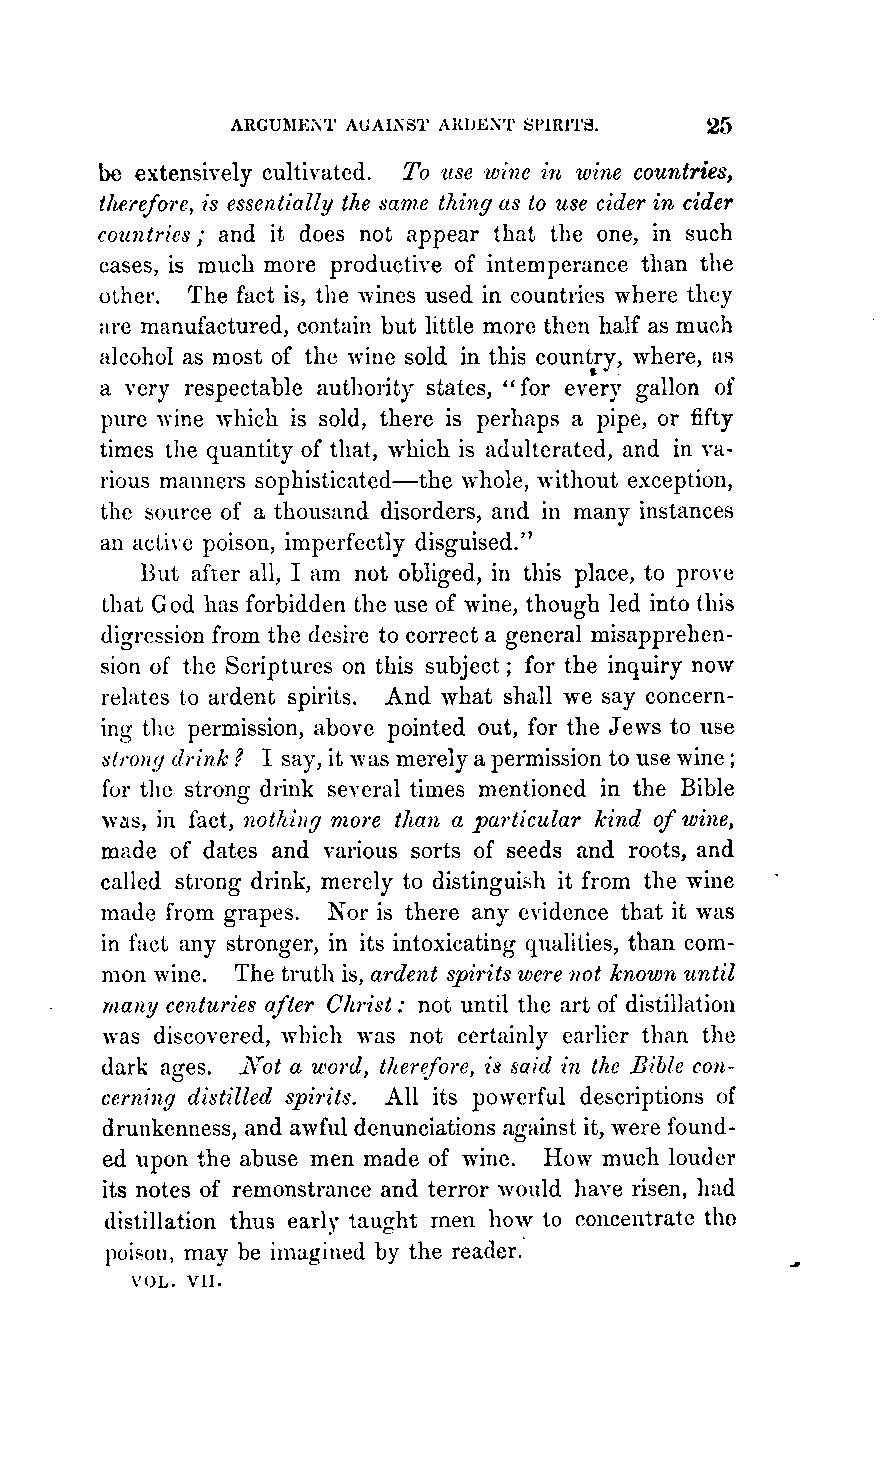 ARGUMENT AGAINST ARDENT SPIRITS. 25
be extensively cultivated. To use wine in wine countries,
therefore, is essentially the same thing as to use cider in cider
countries; and it does not appear that the one, in such
cases, is much more productive of intemperance than the
other. The fact is, the wines used in countries where they
are manufactured, contain but little more then half as much
alcohol as most of the wine sold in this country, where, as
a very respectable authority states, "for every gallon of
pure wine which is sold, there is perhaps a pipe, or fifty
times the quantity of that, which is adulterated, and in va-
rious manners sophisticated—the whole, without exception,
the source of a thousand disorders, and in many instances
an active poison, imperfectly disguised."
But after all, I am not obliged, in this place, to prove
that God has forbidden the use of wine, though led into this
digression from the desire to correct a general misapprehen-
sion of the Scriptures on this subject; for the inquiry now
relates to ardent spirits. And what shall we say concern-
ing the permission, above pointed out, for the Jews to use
strong drink? I say, it was merely a permission to use wine;
for the strong drink several times mentioned in the Bible
was, in fact, nothing more than a particular kind of wine,
made of dates and various sorts of seeds and roots, and
called strong drink, merely to distinguish it from the wine
made from grapes. Nor is there any evidence that it was
in fact any stronger, in its intoxicating qualities, than com-
mon wine. The truth is, ardent spirits were not known until
many centuries after Christ: not until the art of distillation
was discovered, which was not certainly earlier than the
dark ages. Not a word, therefore, is said in the Bible con-
cerning distilled spirits. All its powerful descriptions of
drunkenness, and awful denunciations against it, were found-
ed upon the abuse men made of wine. How much louder
its notes of remonstrance and terror would have risen, had
distillation thus early taught men how to concentrate the
poison, may be imagined by the reader.
VOL. VII.